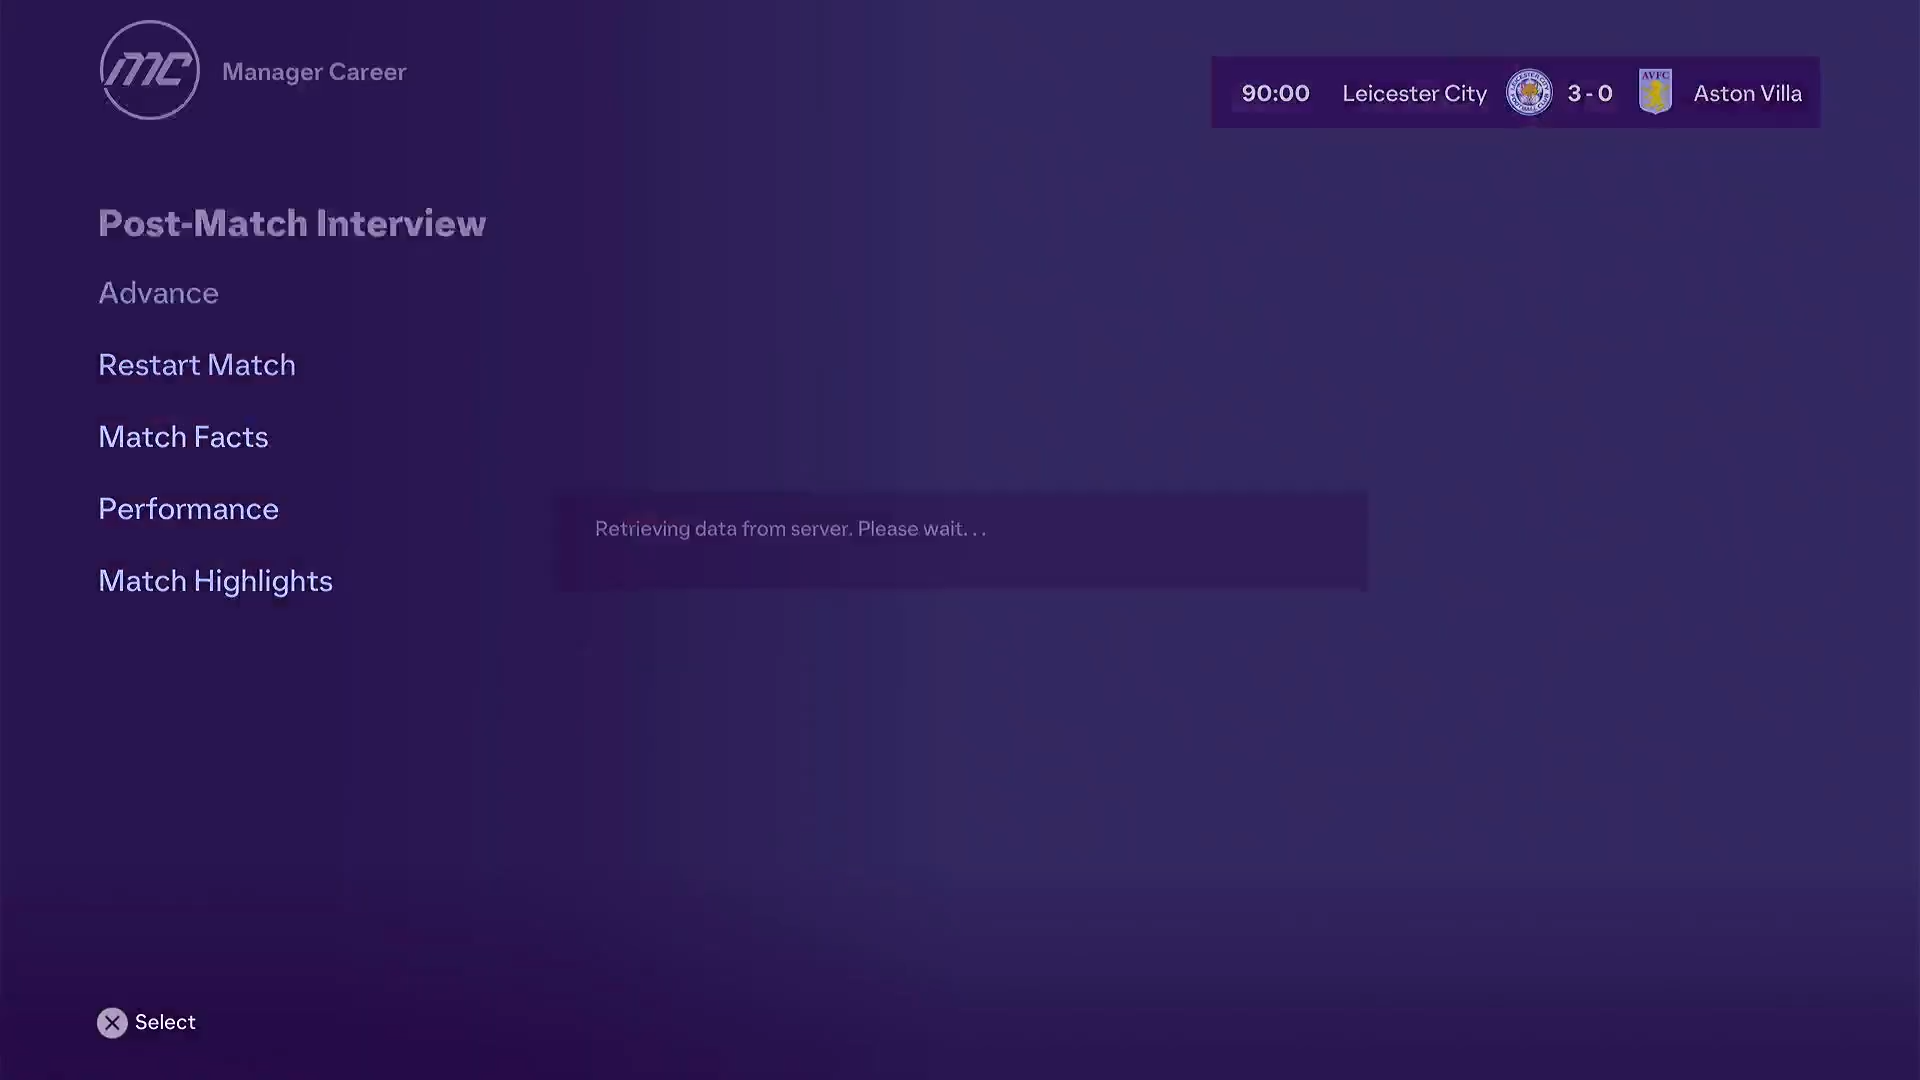 MC Manager Career
90:00 Leicester City 3 - 0 AVFC Aston Villa
Post-Match Interview
Advance
Restart Match
Match Facts
Performance
Retrieving data from server. Please wait...
Match Highlights
Select